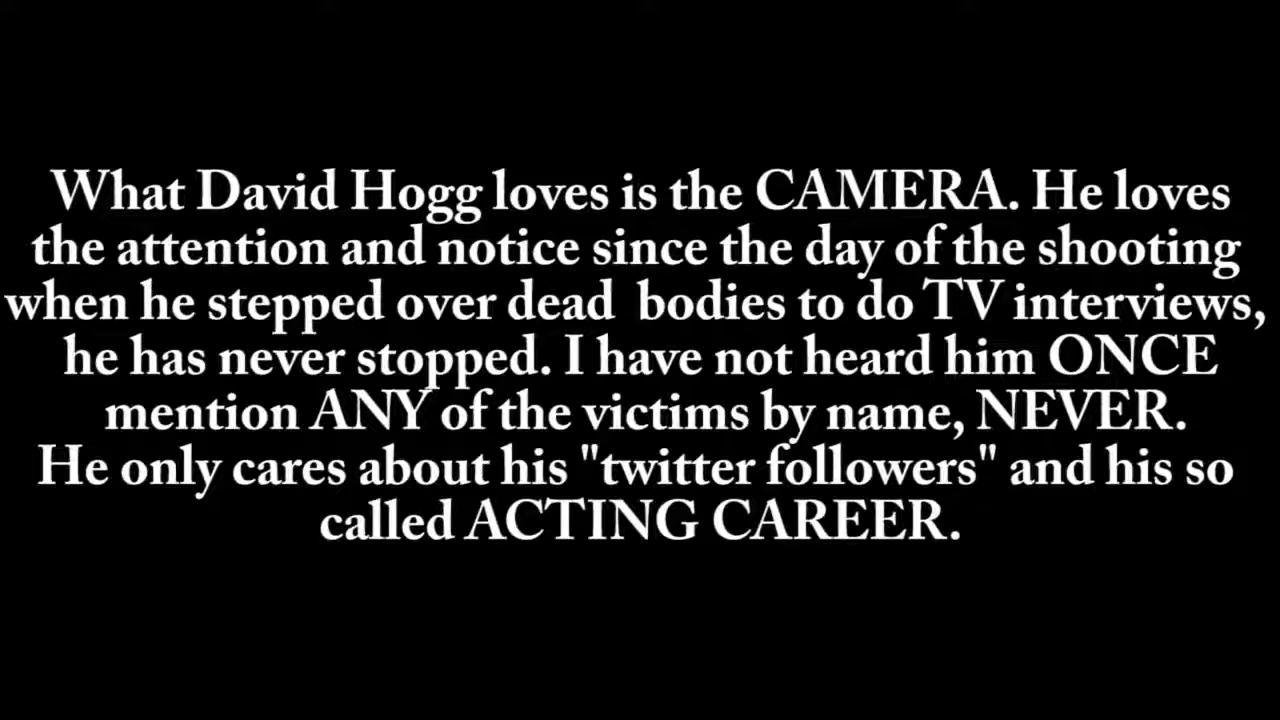 What David Hogg loves is the CAMERA. He loves
the attention and notice since the day of the shooting
when he stepped over dead  bodies to do TV interviews,
he has never stopped. I have not heard him ONCE
mention ANY of the victims by name, NEVER.
He only cares about his "twitter followers" and his so
called ACTING CAREER.